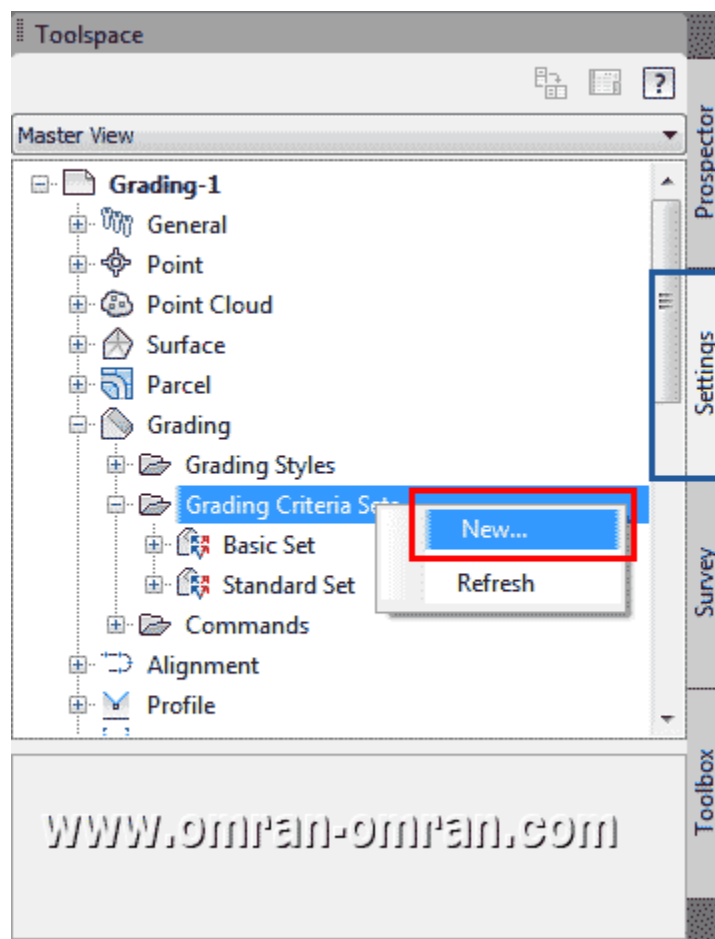 Toolspace
?
Master View
Grading-1
General
Point
Point Cloud
Surface
Parcel
Grading
Grading Styles
Grading Criteria Sets
New...
Refresh
Basic Set
Standard Set
Commands
Alignment
Profile
Prospector
Settings
Survey
Toolbox
www.omran-omran.com